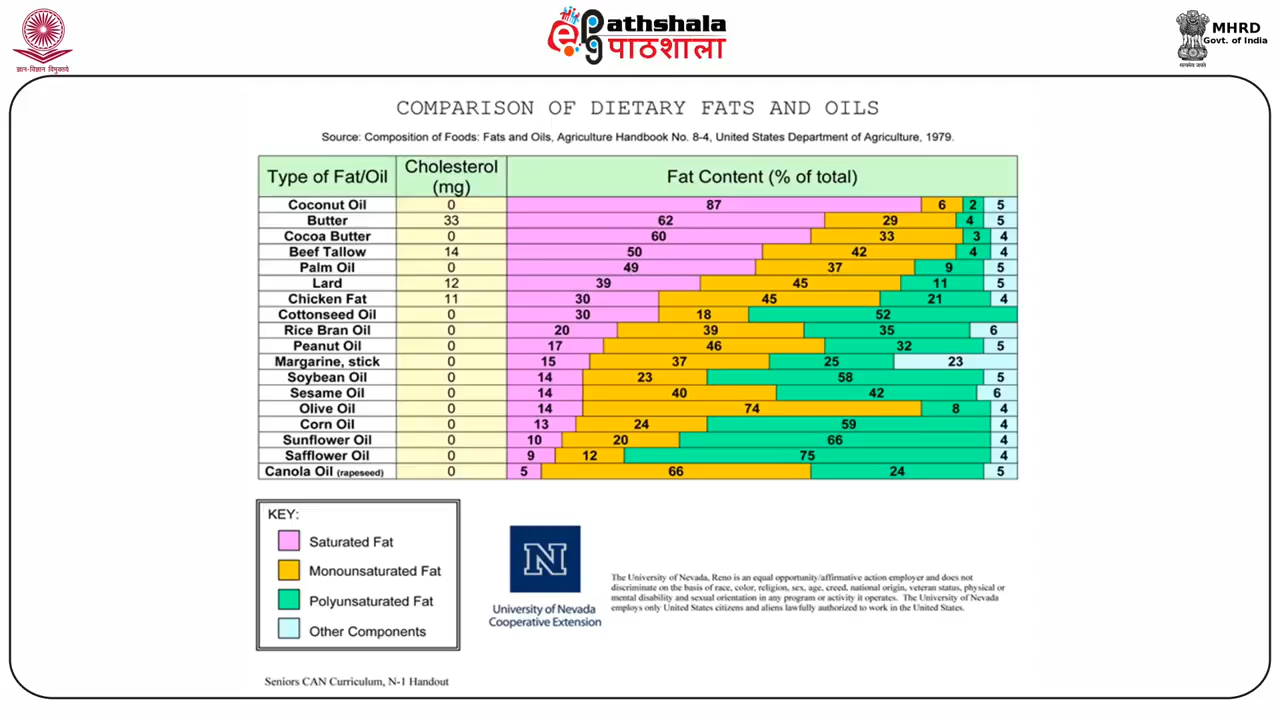 ज्ञान-विज्ञान विमुक्तये
ePathshala
पाठशाला
MHRD
Govt. of India
सत्यमेव जयते
COMPARISON OF DIETARY FATS AND OILS
Source: Composition of Foods: Fats and Oils, Agriculture Handbook No. 8-4, United States Department of Agriculture, 1979.
Type of Fat/Oil Cholesterol (mg) Fat Content (% of total)
Coconut Oil 0 87 6 2 5
Butter 33 62 29 4 5
Cocoa Butter 0 60 33 3 4
Beef Tallow 14 50 42 4 4
Palm Oil 0 49 37 9 5
Lard 12 39 45 11 5
Chicken Fat 11 30 45 21 4
Cottonseed Oil 0 30 18 52
Rice Bran Oil 0 20 39 35 6
Peanut Oil 0 17 46 32 5
Margarine, stick 0 15 37 25 23
Soybean Oil 0 14 23 58 5
Sesame Oil 0 14 40 42 6
Olive Oil 0 14 74 8 4
Corn Oil 0 13 24 59 4
Sunflower Oil 0 10 20 66 4
Safflower Oil 0 9 12 75 4
Canola Oil (rapeseed) 0 5 66 24 5
KEY:
Saturated Fat
Monounsaturated Fat
Polyunsaturated Fat
Other Components
N
University of Nevada
Cooperative Extension
The University of Nevada, Reno is an equal opportunity/affirmative action employer and does not
discriminate on the basis of race, color, religion, sex, age, creed, national origin, veteran status, physical or
mental disability and sexual orientation in any program or activity it operates. The University of Nevada
employs only United States citizens and aliens lawfully authorized to work in the United States.
Seniors CAN Curriculum, N-1 Handout